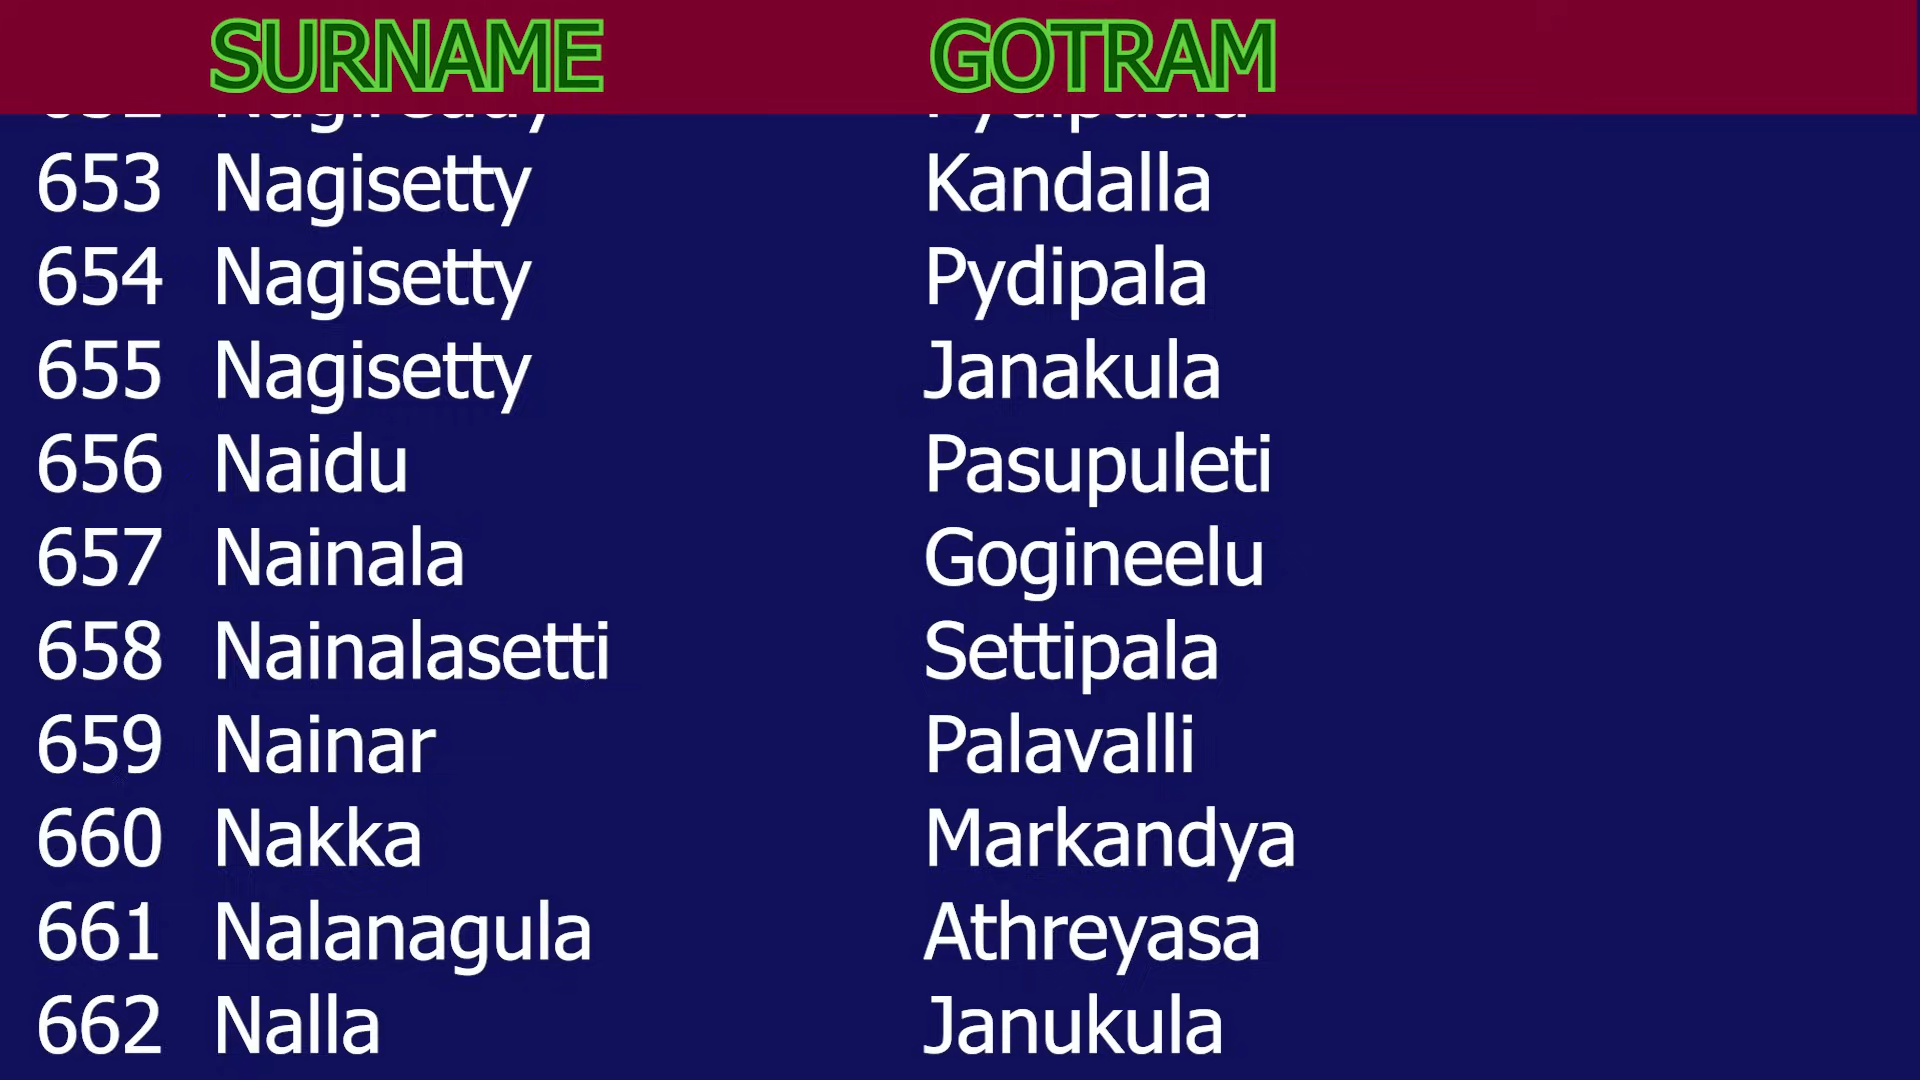 SURNAME GOTRAM
653 Nagisetty Kandalla
654 Nagisetty Pydipala
655 Nagisetty Janakula
656 Naidu Pasupuleti
657 Nainala Gogineelu
658 Nainalasetti Settipala
659 Nainar Palavalli
660 Nakka Markandya
661 Nalanagula Athreyasa
662 Nalla Janukula